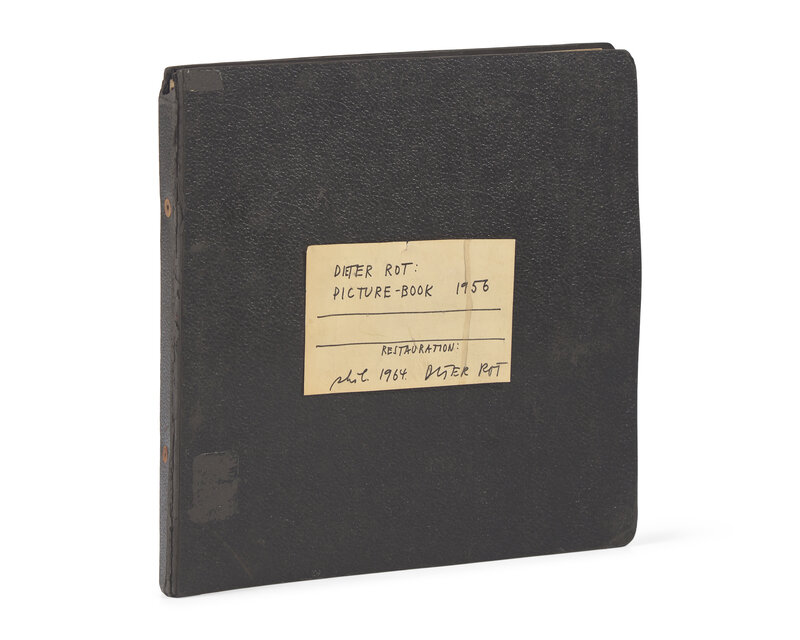 DIETER ROT:
PICTURE-BOOK 1956
RESTAURATION:
phil. 1964. DIETER ROT